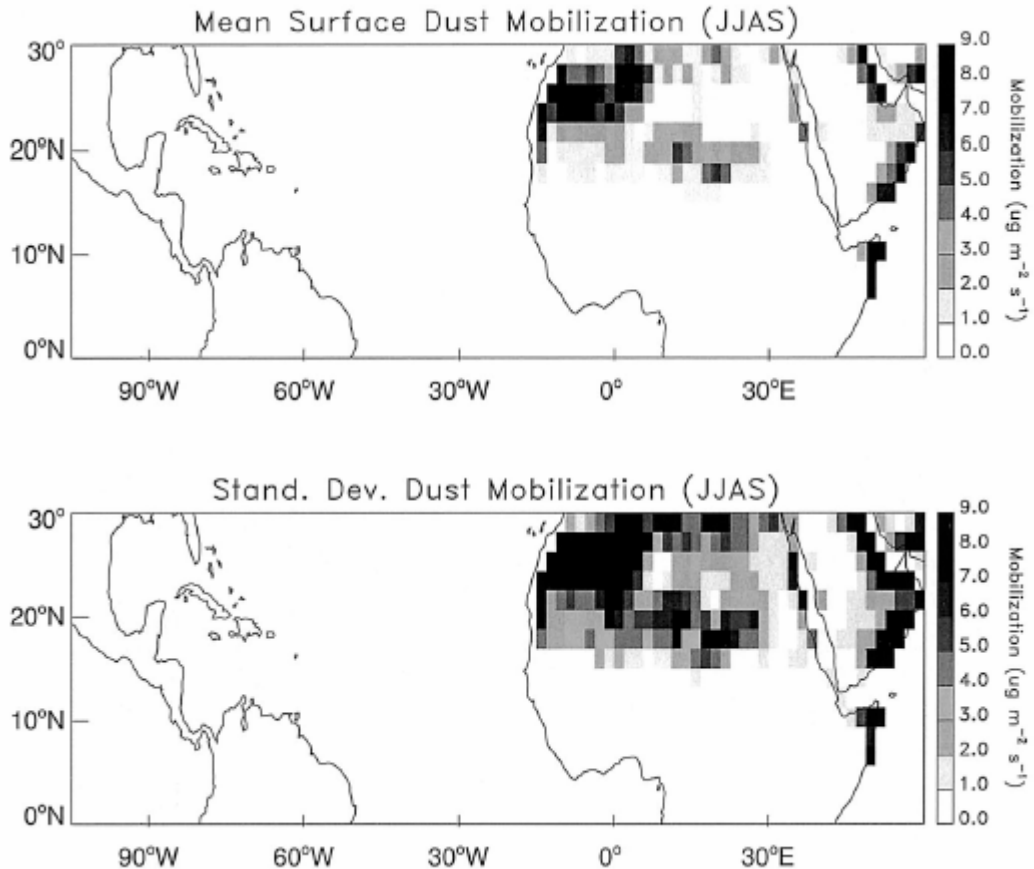 Mean Surface Dust Mobilization (JJAS)
30°
20°N
10°N
0°N
90°W
60°W
30°W
0°
30°E
9.0
8.0
7.0
6.0
5.0
4.0
3.0
2.0
1.0
0.0
Mobilization (ug m⁻² s⁻¹)
Stand. Dev. Dust Mobilization (JJAS)
30°
20°N
10°N
0°N
90°W
60°W
30°W
0°
30°E
9.0
8.0
7.0
6.0
5.0
4.0
3.0
2.0
1.0
0.0
Mobilization (ug m⁻² s⁻¹)